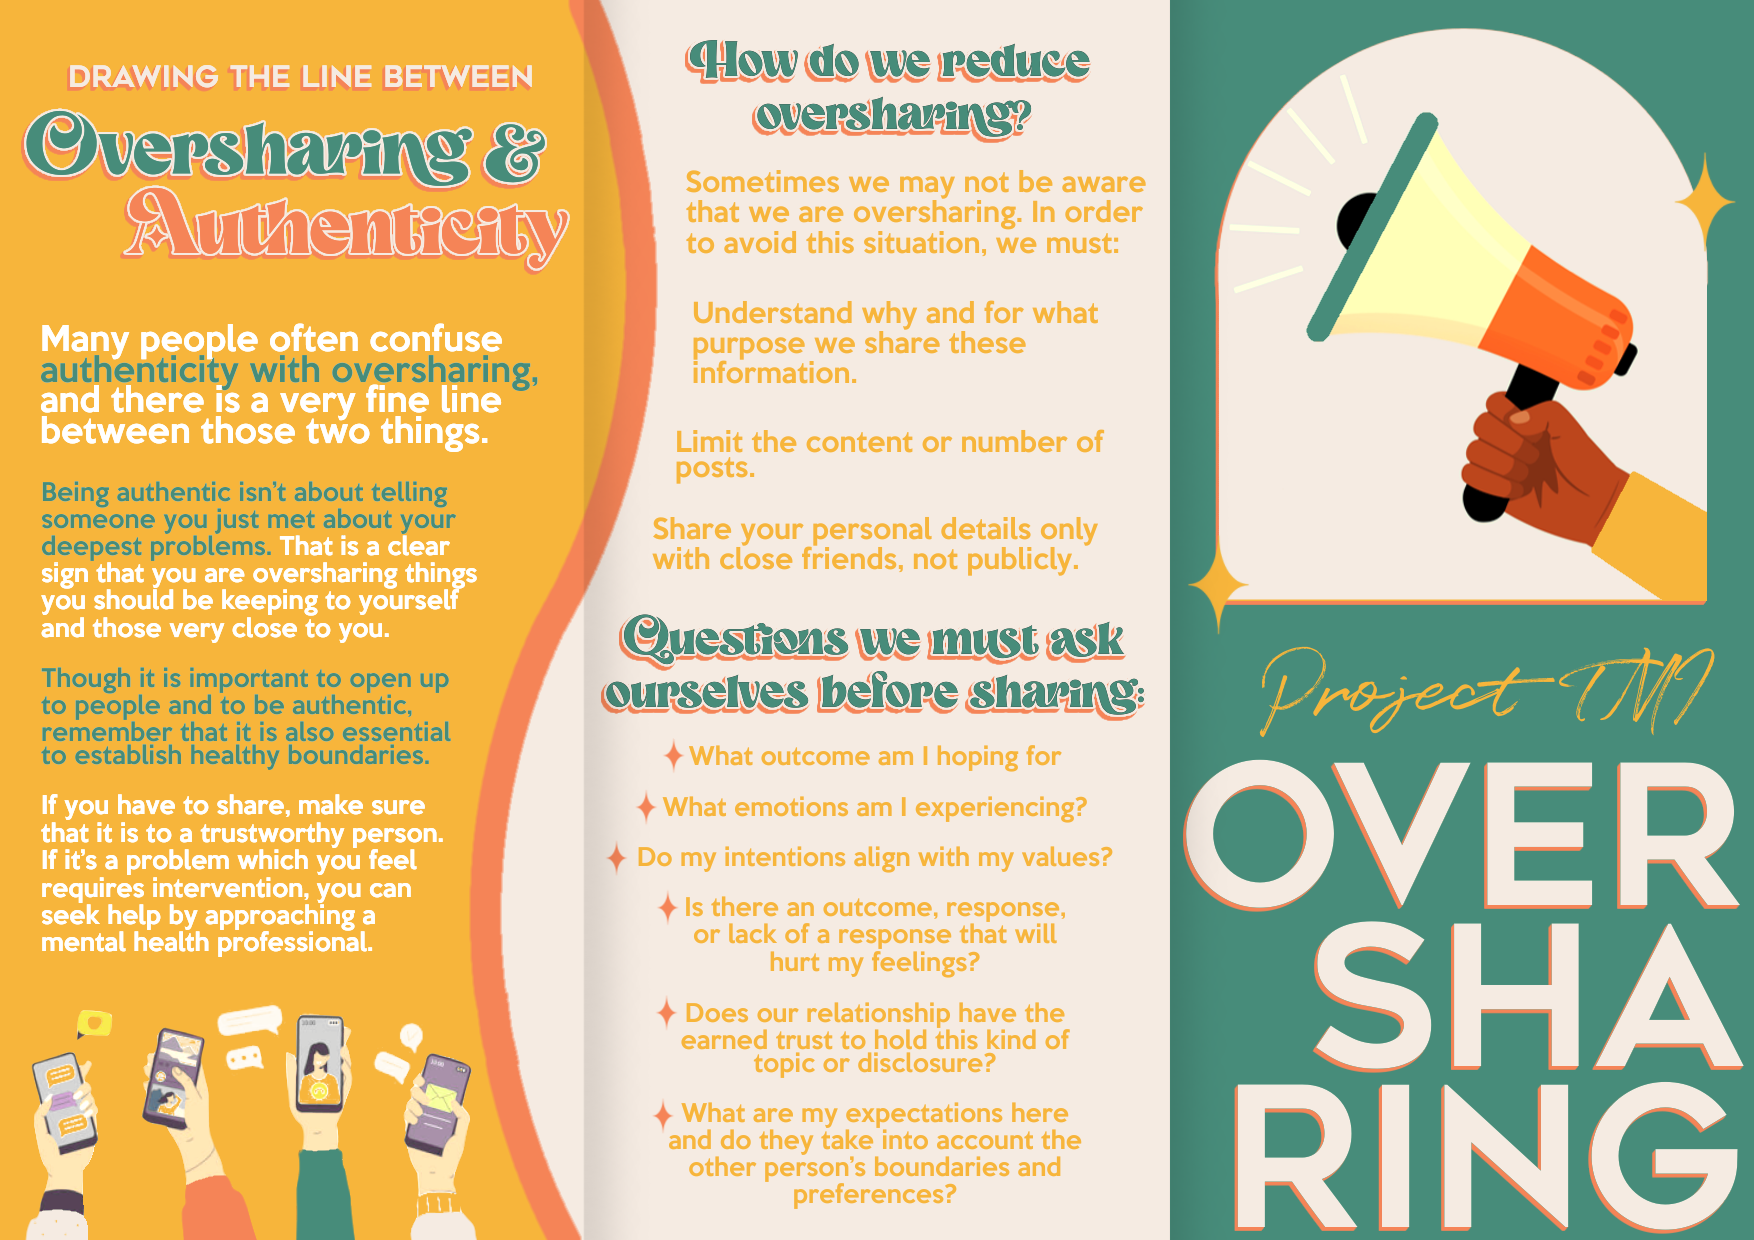 DRAWING THE LINE BETWEEN
Oversharing &
Authenticity
Many people often confuse
authenticity with oversharing,
and there is a very fine line
between those two things.
Being authentic isn't about telling
someone you just met about your
deepest problems. That is a clear
sign that you are oversharing things
you should be keeping to yourself
and those very close to you.
Though it is important to open up
to people and to be authentic,
remember that it is also essential
to establish healthy boundaries.
If you have to share, make sure
that it is to a trustworthy person.
If it's a problem which you feel
requires intervention, you can
seek help by approaching a
mental health professional.
How do we reduce
oversharing?
Sometimes we may not be aware
that we are oversharing. In order
to avoid this situation, we must:
Understand why and for what
purpose we share these
information.
Limit the content or number of
posts.
Share your personal details only
with close friends, not publicly.
Questions we must ask
ourselves before sharing:
What outcome am I hoping for
What emotions am I experiencing?
Do my intentions align with my values?
Is there an outcome, response,
or lack of a response that will
hurt my feelings?
Does our relationship have the
earned trust to hold this kind of
topic or disclosure?
What are my expectations here
and do they take into account the
other person's boundaries and
preferences?
Project TMI
OVER
SHA
RING